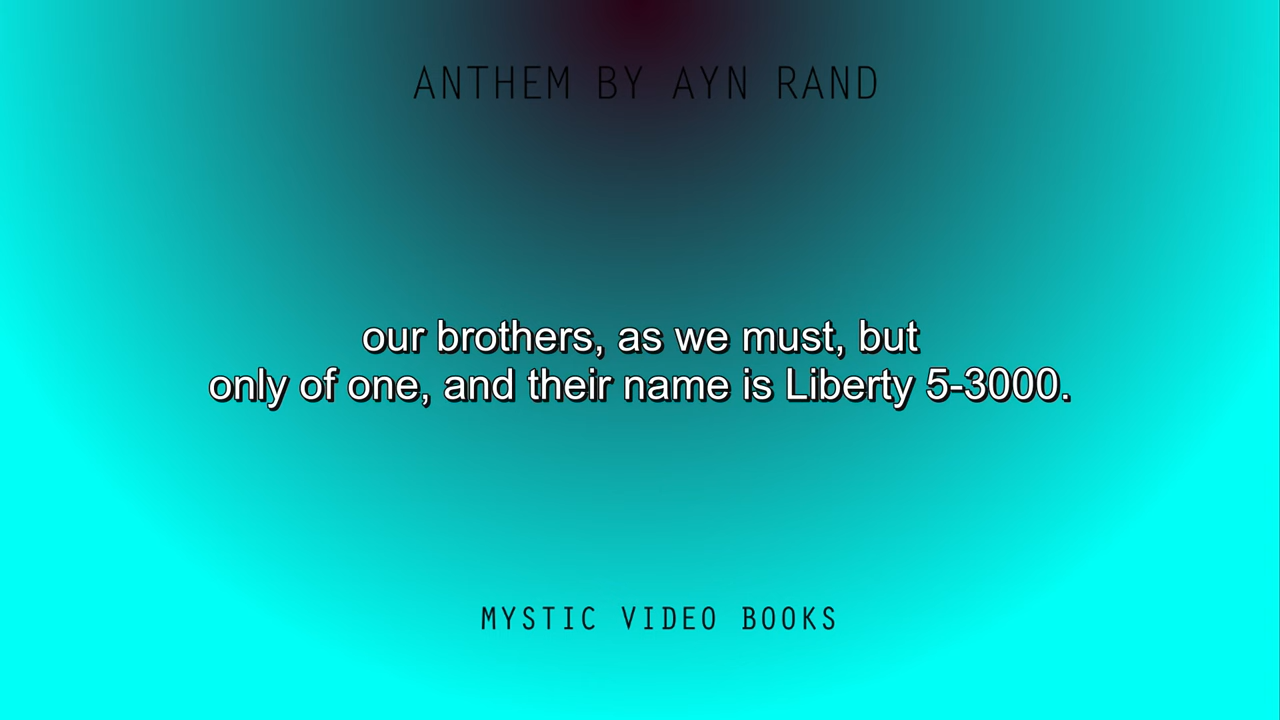 ANTHEM BY AYN RAND
our brothers, as we must, but
only of one, and their name is Liberty 5-3000.
MYSTIC VIDEO BOOKS